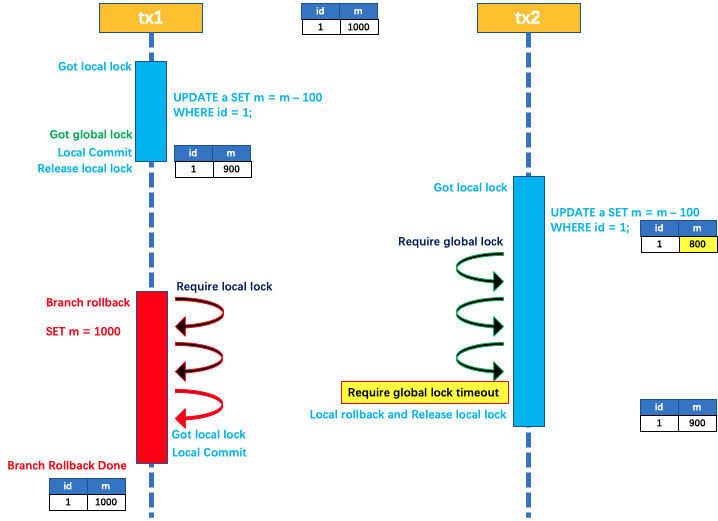 tx1
id m
1 1000
tx2
Got local lock
UPDATE a SET m = m – 100
WHERE id = 1;
Got global lock
Local Commit
Release local lock
id m
1 900
Got local lock
UPDATE a SET m = m – 100
WHERE id = 1;
id m
1 800
Require global lock
Require local lock
Branch rollback
SET m = 1000
Require global lock timeout
Local rollback and Release local lock
id m
1 900
Got local lock
Local Commit
Branch Rollback Done
id m
1 1000